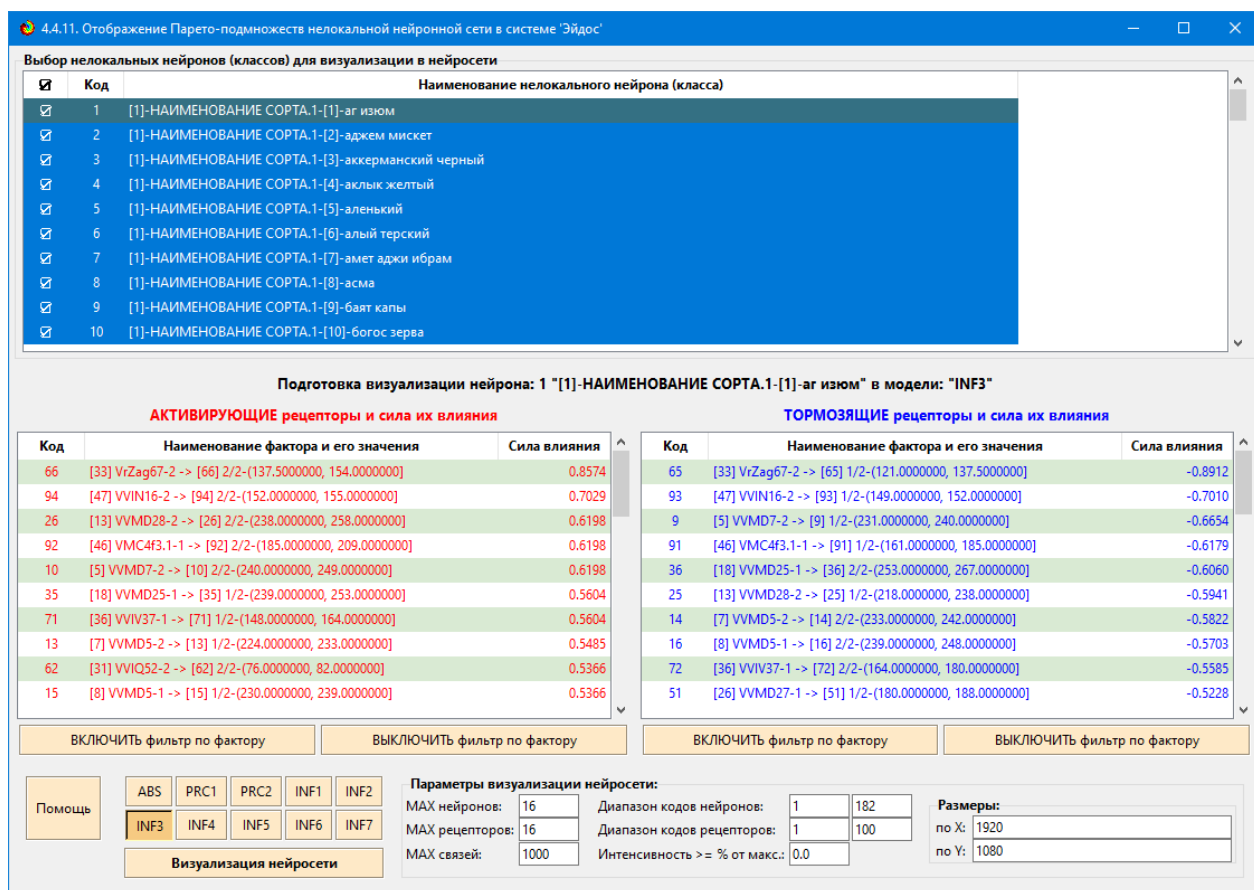 4.4.11. Отображение Парето-подмножеств нелокальной нейронной сети в системе 'Эйдос'
Выбор нелокальных нейронов (классов) для визуализации в нейросети
Код Наименование нелокального нейрона (класса)
1 [1]-НАИМЕНОВАНИЕ СОРТА.1-[1]-аг изюм
2 [1]-НАИМЕНОВАНИЕ СОРТА.1-[2]-аджем мискет
3 [1]-НАИМЕНОВАНИЕ СОРТА.1-[3]-аккерманский черный
4 [1]-НАИМЕНОВАНИЕ СОРТА.1-[4]-аклык желтый
5 [1]-НАИМЕНОВАНИЕ СОРТА.1-[5]-аленький
6 [1]-НАИМЕНОВАНИЕ СОРТА.1-[6]-алый терский
7 [1]-НАИМЕНОВАНИЕ СОРТА.1-[7]-амет аджи ибрам
8 [1]-НАИМЕНОВАНИЕ СОРТА.1-[8]-асма
9 [1]-НАИМЕНОВАНИЕ СОРТА.1-[9]-баят капы
10 [1]-НАИМЕНОВАНИЕ СОРТА.1-[10]-богос зерва
Подготовка визуализации нейрона: 1 "[1]-НАИМЕНОВАНИЕ СОРТА.1-[1]-аг изюм" в модели: "INF3"
АКТИВИРУЮЩИЕ рецепторы и сила их влияния
Код Наименование фактора и его значения Сила влияния
66 [33] VrZag67-2 -> [66] 2/2-(137.5000000, 154.0000000] 0.8574
94 [47] VVIN16-2 -> [94] 2/2-(152.0000000, 155.0000000] 0.7029
26 [13] VVMD28-2 -> [26] 2/2-(238.0000000, 258.0000000] 0.6198
92 [46] VMC4f3.1-1 -> [92] 2/2-(185.0000000, 209.0000000] 0.6198
10 [5] VVMD7-2 -> [10] 2/2-(240.0000000, 249.0000000] 0.6198
35 [18] VVMD25-1 -> [35] 1/2-(239.0000000, 253.0000000] 0.5604
71 [36] VVIV37-1 -> [71] 1/2-(148.0000000, 164.0000000] 0.5604
13 [7] VVMD5-2 -> [13] 1/2-(224.0000000, 233.0000000] 0.5485
62 [31] VVIQ52-2 -> [62] 2/2-(76.0000000, 82.0000000] 0.5366
15 [8] VVMD5-1 -> [15] 1/2-(230.0000000, 239.0000000] 0.5366
ВКЛЮЧИТЬ фильтр по фактору ВЫКЛЮЧИТЬ фильтр по фактору
ТОРМОЗЯЩИЕ рецепторы и сила их влияния
Код Наименование фактора и его значения Сила влияния
65 [33] VrZag67-2 -> [65] 1/2-(121.0000000, 137.5000000] -0.8912
93 [47] VVIN16-2 -> [93] 1/2-(149.0000000, 152.0000000] -0.7010
9 [5] VVMD7-2 -> [9] 1/2-(231.0000000, 240.0000000] -0.6654
91 [46] VMC4f3.1-1 -> [91] 1/2-(161.0000000, 185.0000000] -0.6179
36 [18] VVMD25-1 -> [36] 2/2-(253.0000000, 267.0000000] -0.6060
25 [13] VVMD28-2 -> [25] 1/2-(218.0000000, 238.0000000] -0.5941
14 [7] VVMD5-2 -> [14] 2/2-(233.0000000, 242.0000000] -0.5822
16 [8] VVMD5-1 -> [16] 2/2-(239.0000000, 248.0000000] -0.5703
72 [36] VVIV37-1 -> [72] 2/2-(164.0000000, 180.0000000] -0.5585
51 [26] VVMD27-1 -> [51] 1/2-(180.0000000, 188.0000000] -0.5228
ВКЛЮЧИТЬ фильтр по фактору ВЫКЛЮЧИТЬ фильтр по фактору
Помощь
ABS PRC1 PRC2 INF1 INF2
INF3 INF4 INF5 INF6 INF7
Визуализация нейросети
Параметры визуализации нейросети:
MAX нейронов: 16 Диапазон кодов нейронов: 1 182
MAX рецепторов: 16 Диапазон кодов рецепторов: 1 100
MAX связей: 1000 Интенсивность >= % от макс.: 0.0
Размеры:
по X: 1920
по Y: 1080